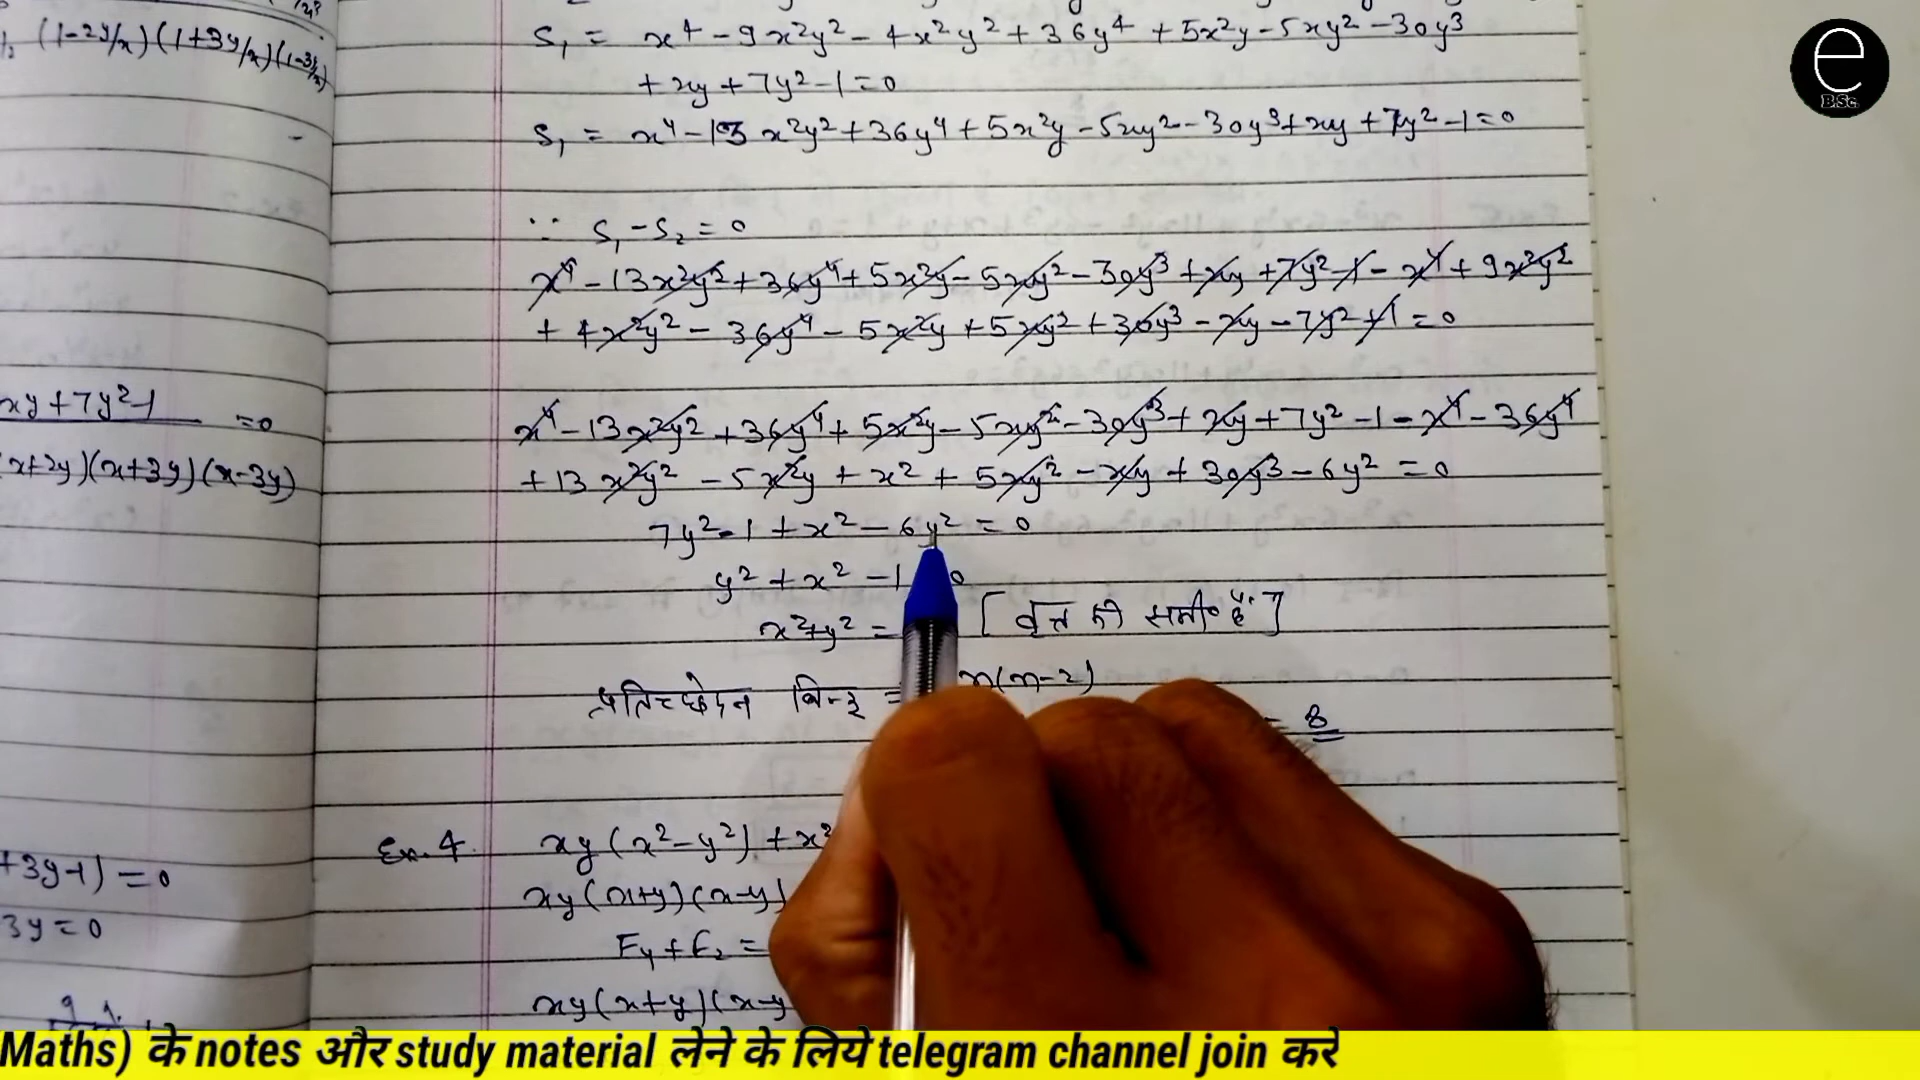 (1-2y/x)(1+3y/x)(1-3y/x)
xy+7y²-1 =0
x+2y)(x+3y)(x-3y)
+3y-1)=0
3y=0
S₁ = x⁴-9x²y²-4x²y²+36y⁴+5x²y-5xy²-30y³
+xy+7y²-1=0
S₁ = x⁴-13x²y²+36y⁴+5x²y-5xy²-30y³+xy+7y²-1=0
∵ S₁-S₂=0
x⁴-13x²y²+36y⁴+5x²y-5xy²-30y³+xy+7y²-1-x⁴+9x²y²
+4x²y²-36y⁴-5x²y+5xy²+30y³-xy-7y²+1=0
x⁴-13x²y²+36y⁴+5x²y-5xy²-30y³+xy+7y²-1-x⁴-36y⁴
+13x²y²-5x²y+x²+5xy²-xy+30y³-6y²=0
7y²-1+x²-6y²=0
y²+x²-1 0
x²+y²= [वृत्त की समी० है]
प्रतिच्छेदन बिन्दु = n(n-2)
= 8
Ex. 4. xy(x²-y²)+x²
xy(x+y)(x-y)
F₄+F₂=
xy(x+y)(x-y
e
B.Sc.
Maths) के notes और study material लेने के लिये telegram channel join करे